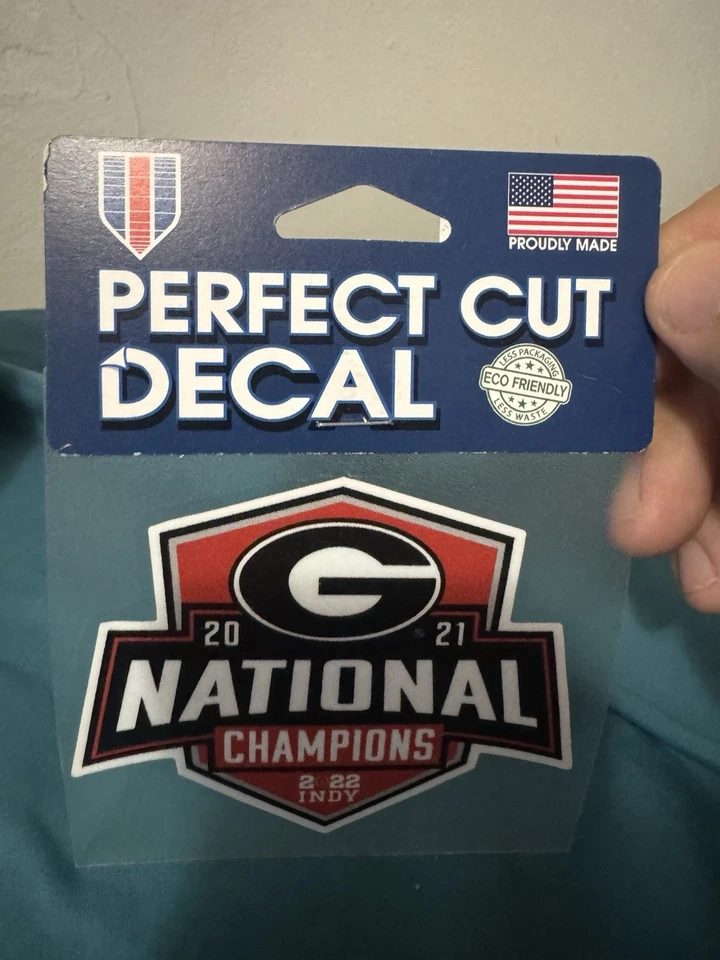 PROUDLY MADE
PERFECT CUT
DECAL
LESS PACKAGING
ECO FRIENDLY
LESS WASTE
G
20 21
NATIONAL
CHAMPIONS
2022
INDY